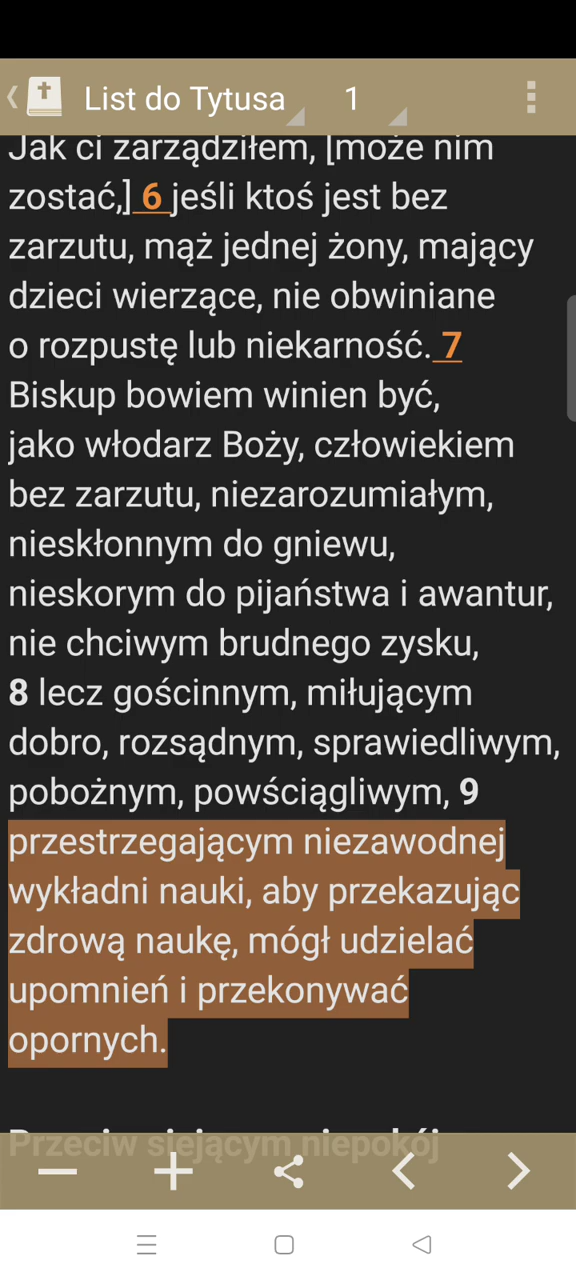 List do Tytusa 1
Jak ci zarządziłem, [może nim
zostać,] 6 jeśli ktoś jest bez
zarzutu, mąż jednej żony, mający
dzieci wierzące, nie obwiniane
o rozpustę lub niekarność. 7
Biskup bowiem winien być,
jako włodarz Boży, człowiekiem
bez zarzutu, niezarozumiałym,
nieskłonnym do gniewu,
nieskorym do pijaństwa i awantur,
nie chciwym brudnego zysku,
8 lecz gościnnym, miłującym
dobro, rozsądnym, sprawiedliwym,
pobożnym, powściągliwym, 9
przestrzegającym niezawodnej
wykładni nauki, aby przekazując
zdrową naukę, mógł udzielać
upomnień i przekonywać
opornych.
Przeciw siejącym niepokój